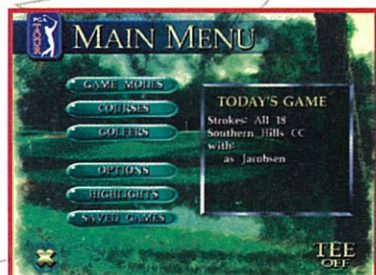 PGA
TOUR
MAIN MENU
GAME MODES
COURSES
GOLFERS
OPTIONS
HIGHLIGHTS
SAVED GAMES
TODAY'S GAME
Strokes: All 18
Southern Hills CC
with:
as Jacobsen
TEE
OFF